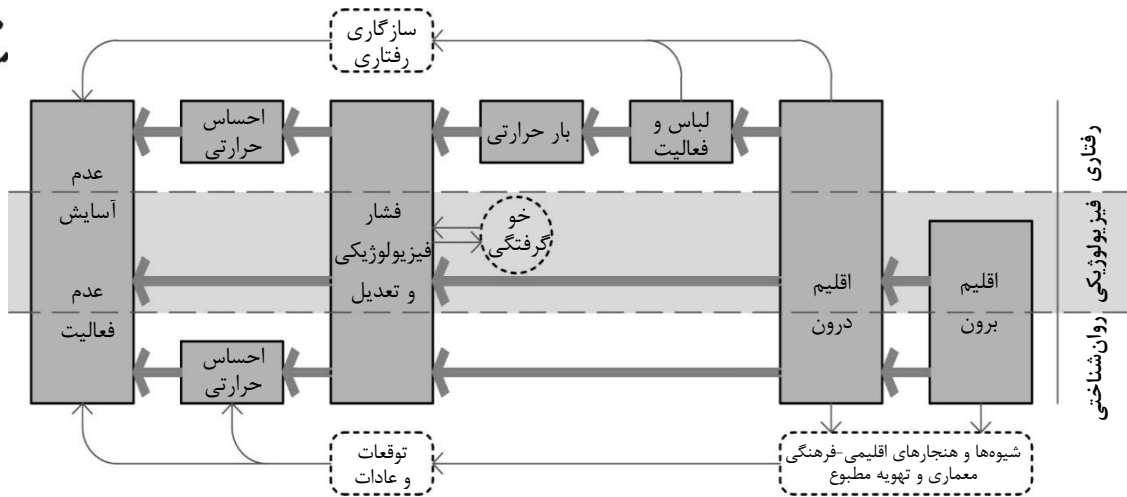 سازگاری
رفتاری
احساس
حرارتی
بار حرارتی
لباس و
فعالیت
رفتاری
عدم
آسایش
فشار
فیزیولوژیکی
و تعدیل
خو
گرفتگی
فیزیولوژیکی
عدم
فعالیت
اقلیم
درون
اقلیم
برون
احساس
حرارتی
روان‌شناختی
توقعات
و عادات
شیوه‌ها و هنجارهای اقلیمی-فرهنگی
معماری و تهویه مطبوع